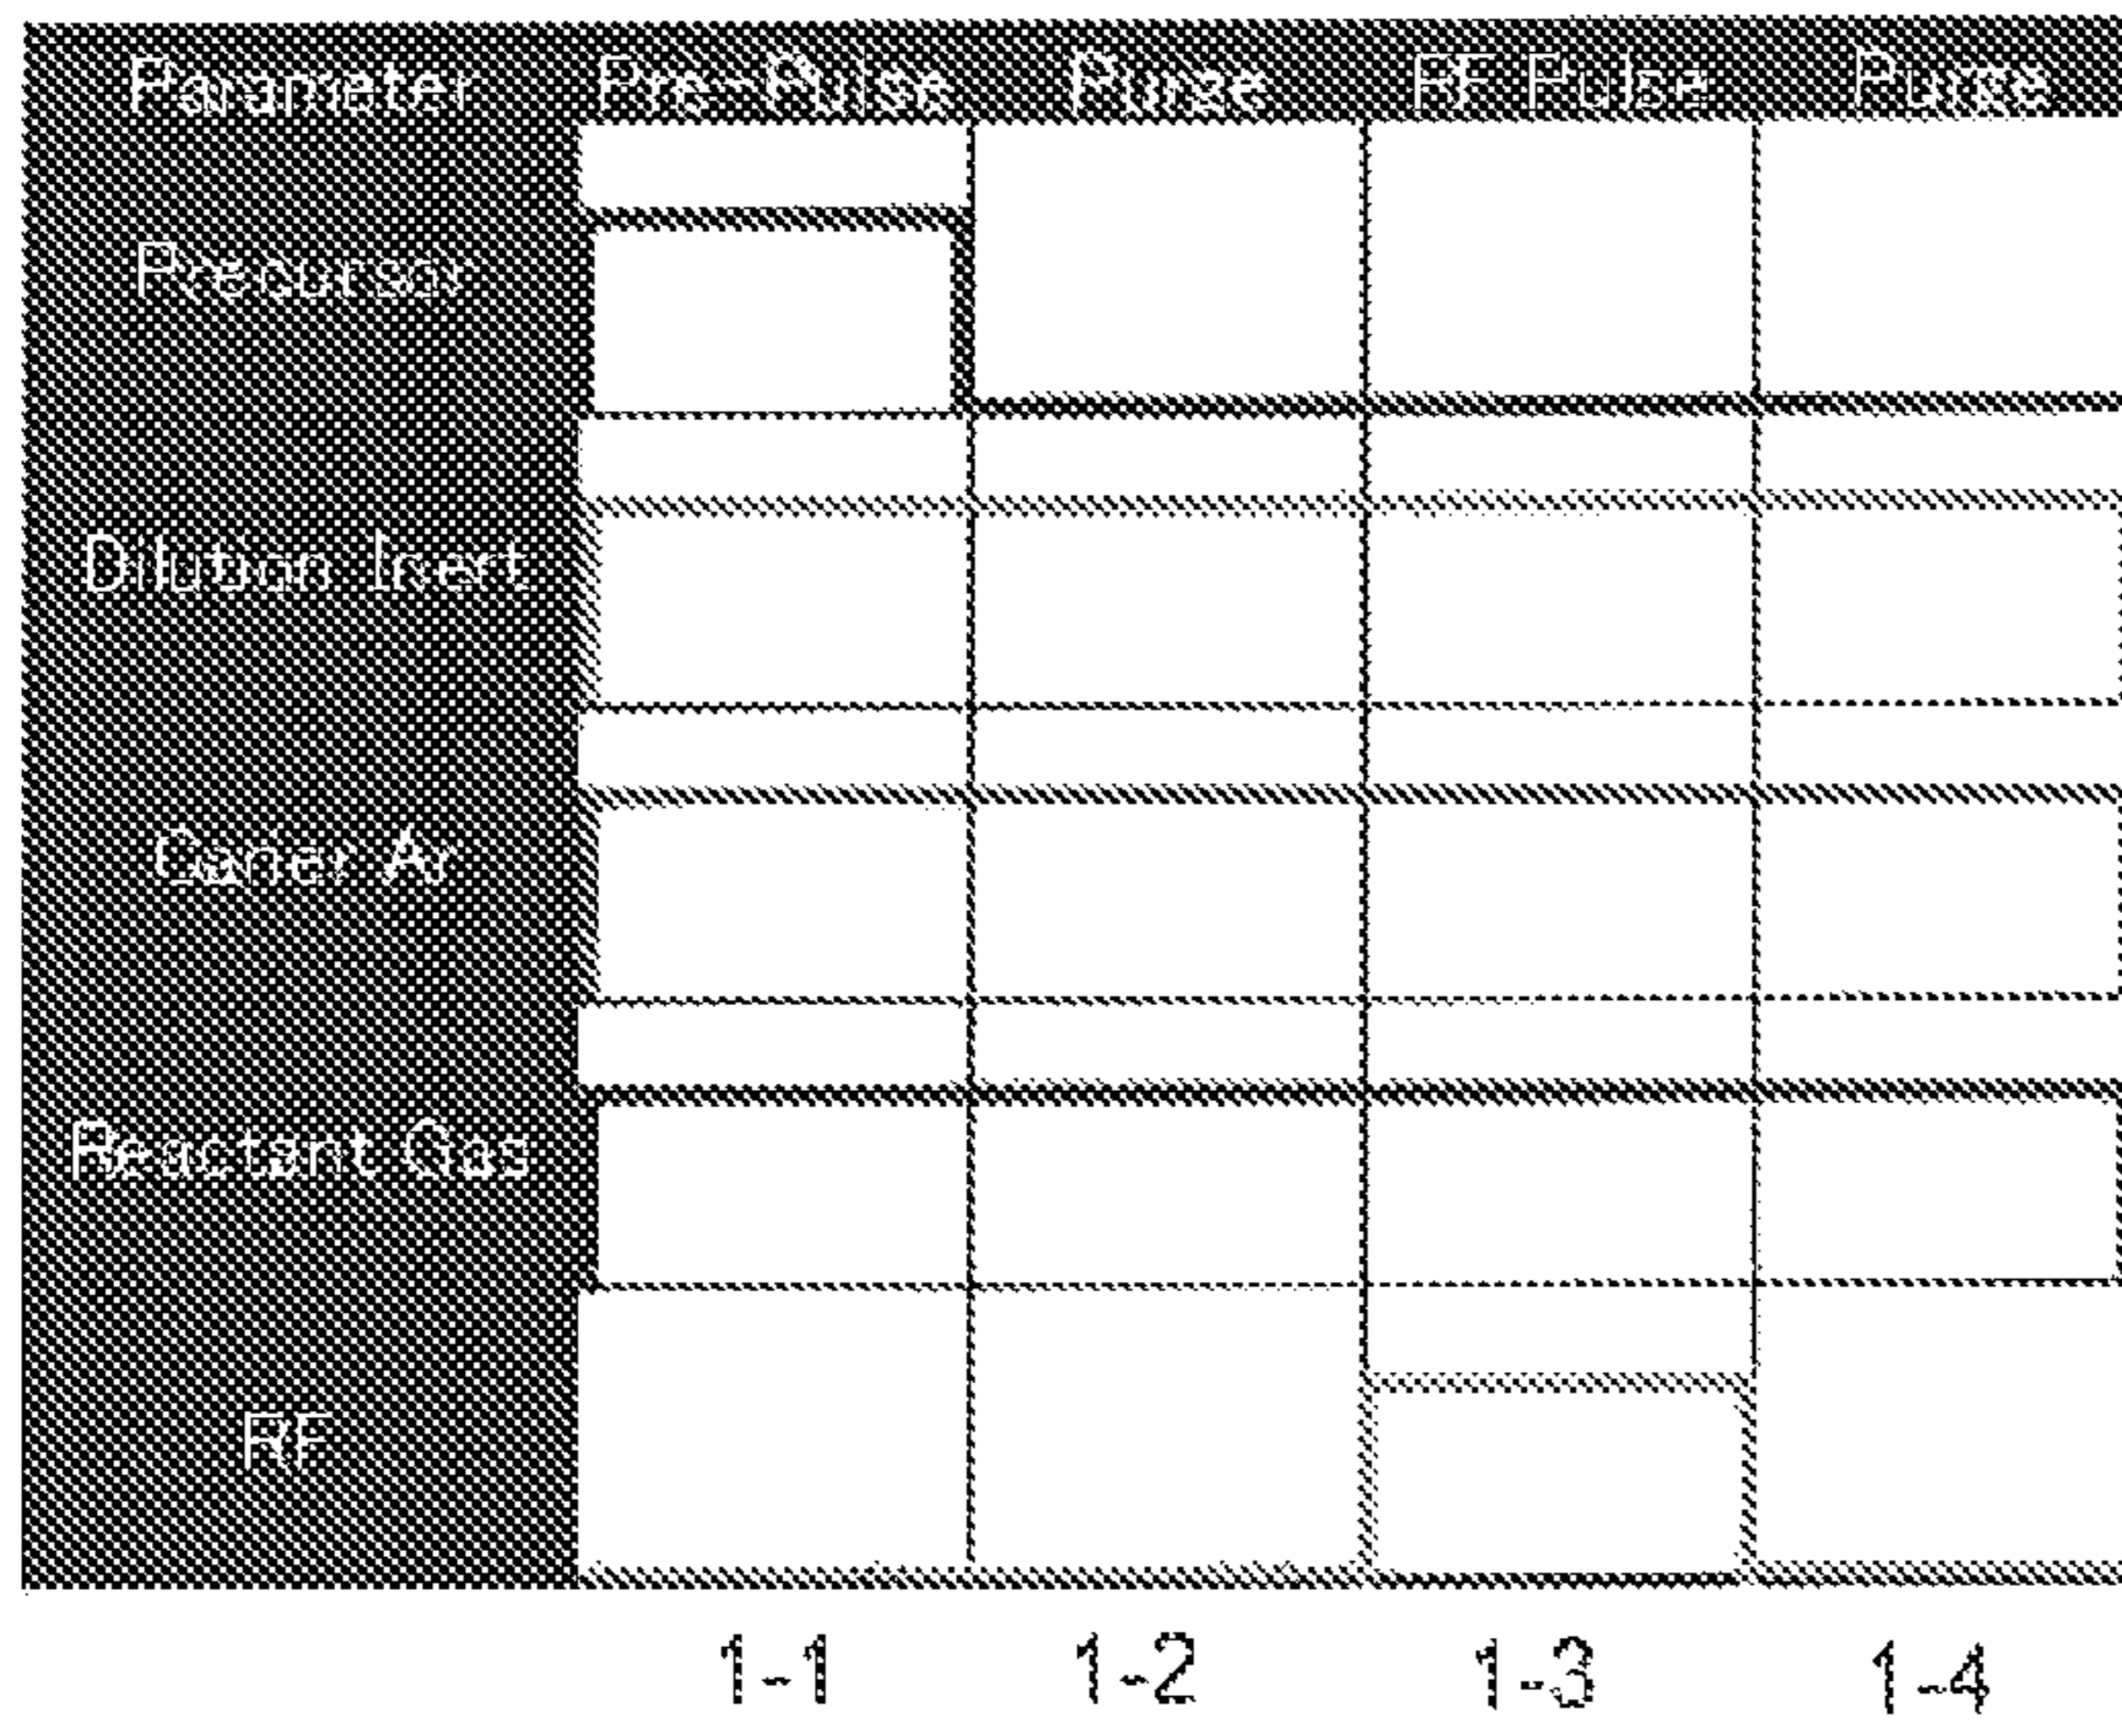 Parameter Pre-Pulse Purge RF Pulse Purge
Precursor
Dilution Inert
Carier Ar
Reactant Gas
RF
1-1 1-2 1-3 1-4